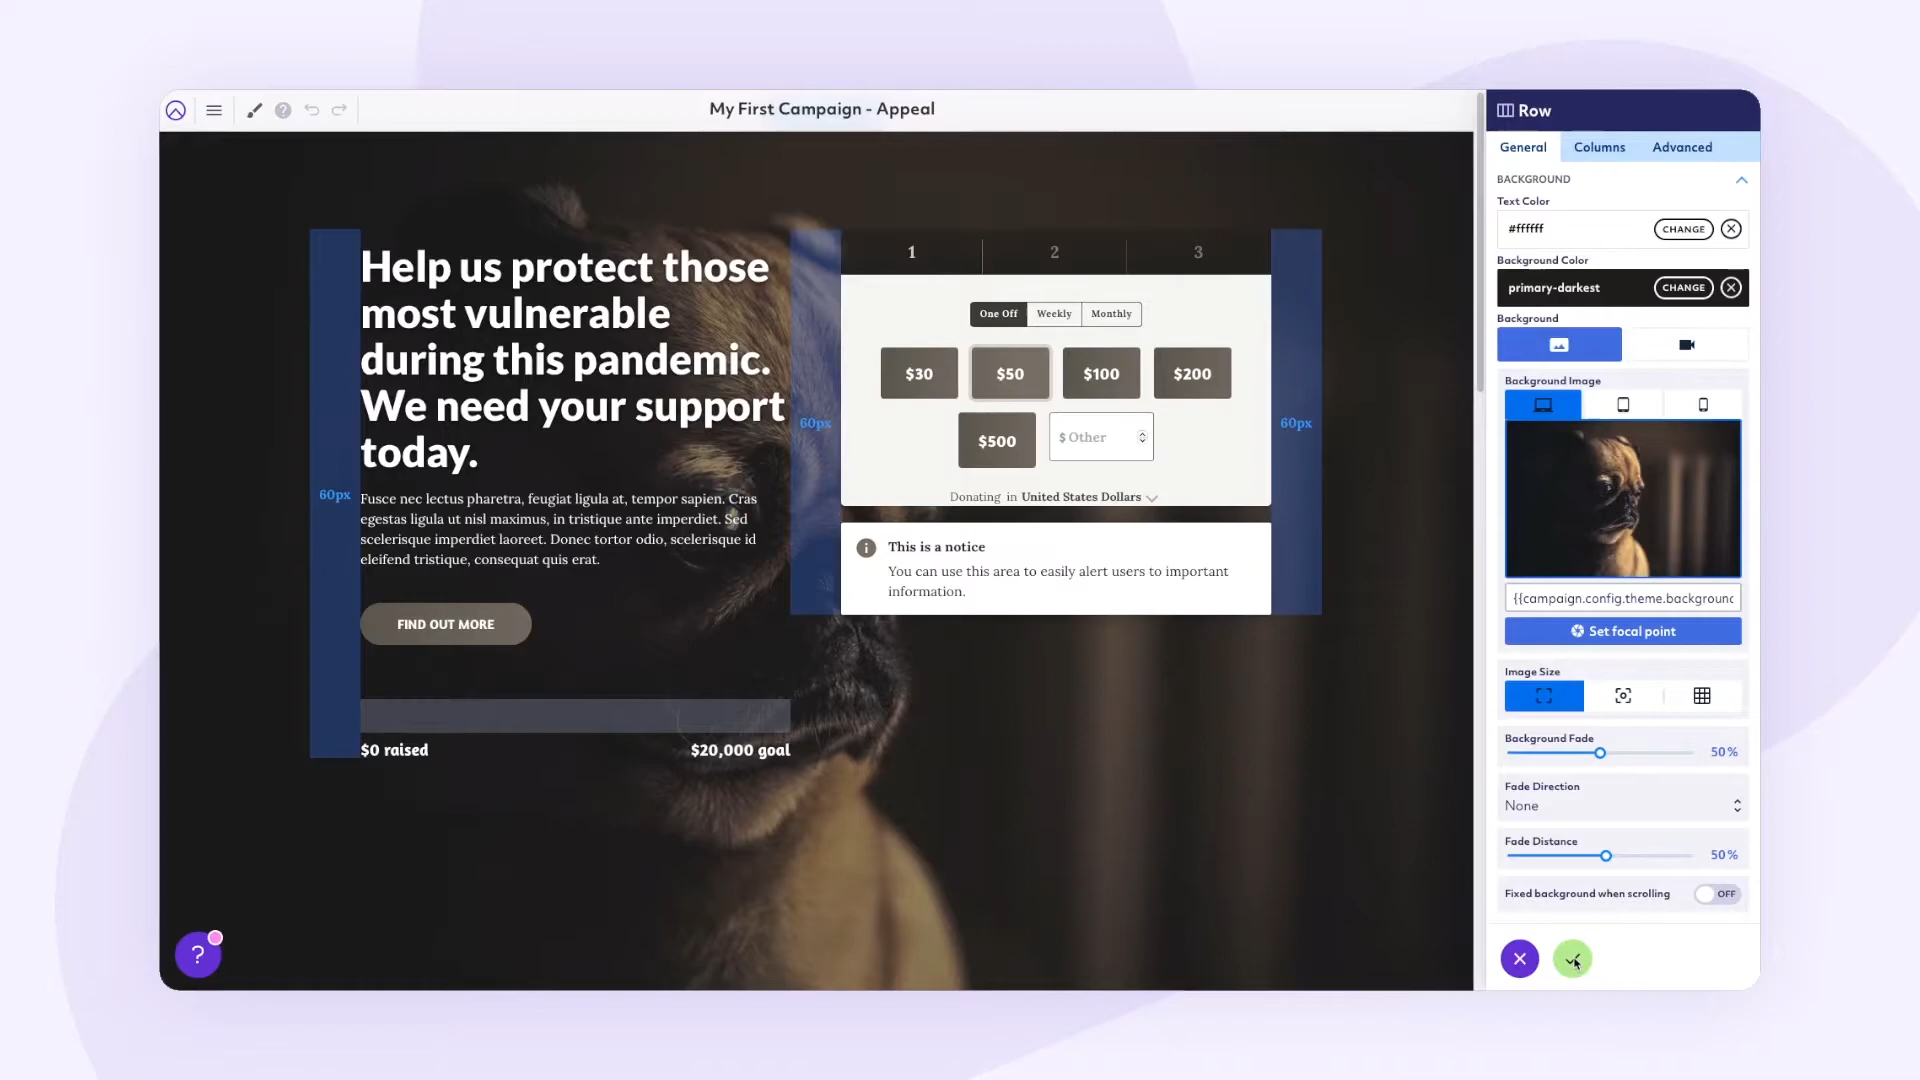 My First Campaign - Appeal
Help us protect those
most vulnerable
during this pandemic.
We need your support
today.
60px
Fusce nec lectus pharetra, feugiat ligula at, tempor sapien. Cras
egestas ligula ut nisl maximus, in tristique ante imperdiet. Sed
scelerisque imperdiet laoreet. Donec tortor odio, scelerisque id
eleifend tristique, consequat quis erat.
FIND OUT MORE
$0 raised
$20,000 goal
?
60px
1
2
3
One Off
Weekly
Monthly
$30
$50
$100
$200
$500
$ Other
Donating in United States Dollars
This is a notice
You can use this area to easily alert users to important
information.
60px
Row
General
Columns
Advanced
BACKGROUND
Text Color
#ffffff
CHANGE
Background Color
primary-darkest
CHANGE
Background
Background Image
{{campaign.config.theme.background
Set focal point
Image Size
Background Fade
50%
Fade Direction
None
Fade Distance
50%
Fixed background when scrolling
OFF